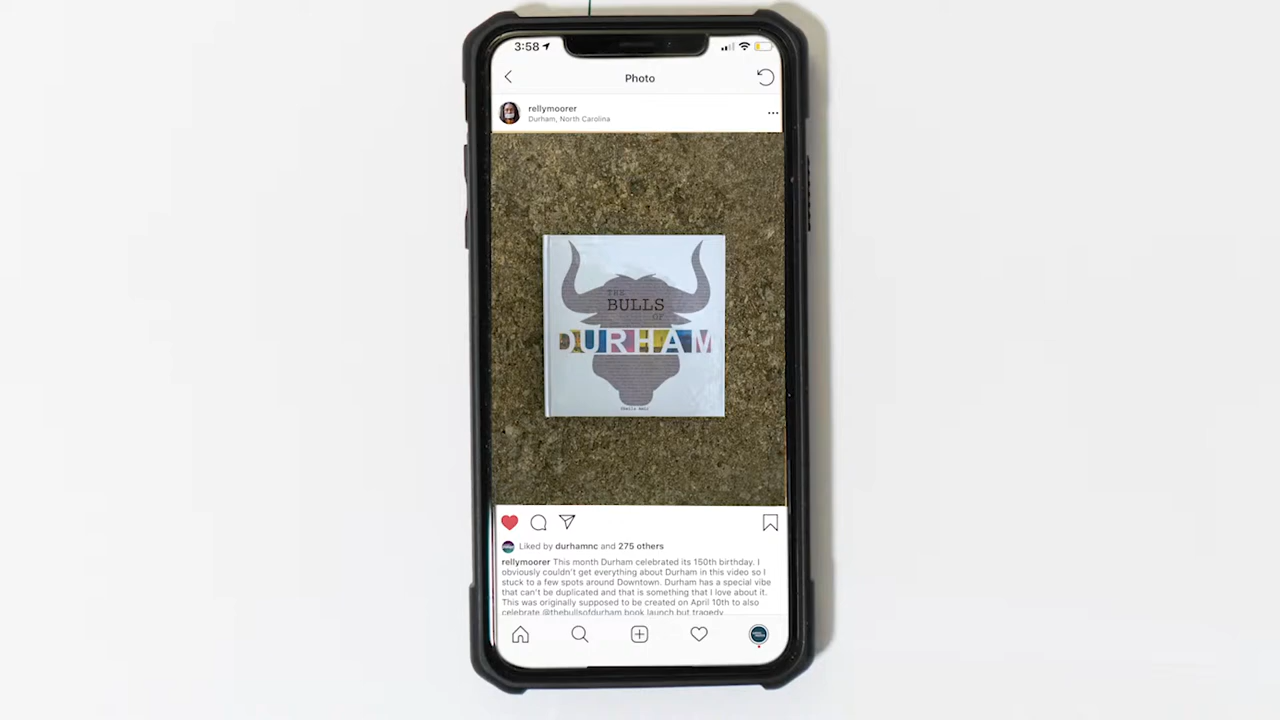 3:58
Photo
rellymoorer
Durham, North Carolina
THE
BULLS
OF
DURHAM
Liked by durhamnc and 275 others
rellymoorer This month Durham celebrated its 150th birthday. I
obviously couldn't get everything about Durham in this video so I
stuck to a few spots around Downtown. Durham has a special vibe
that can't be duplicated and that is something that I love about it.
This was originally supposed to be created on April 10th to also
celebrate @thebullsofdurham book launch but tragedy